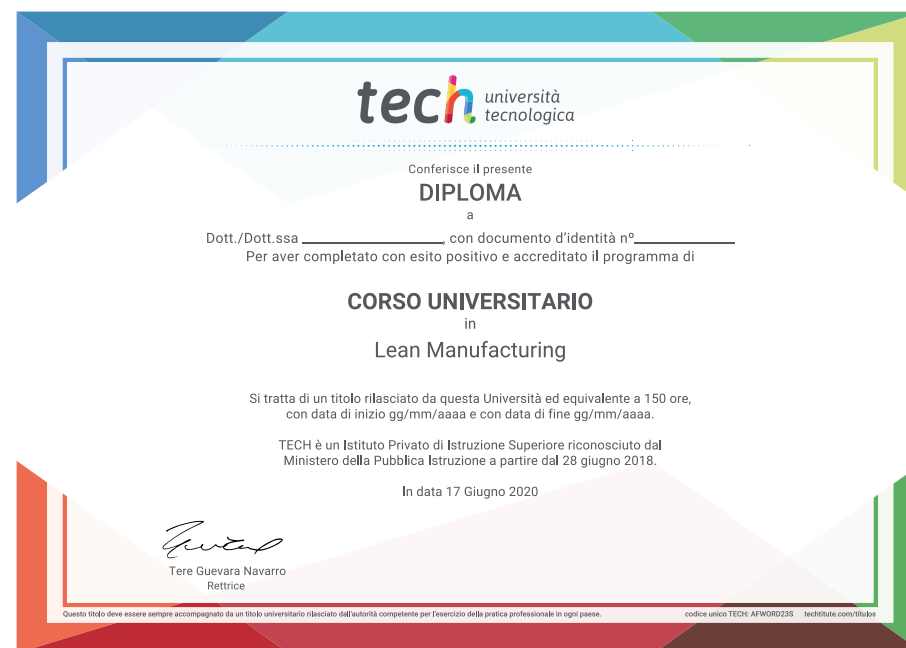 tech università
tecnologica
Conferisce il presente
DIPLOMA
a
Dott./Dott.ssa ____________________, con documento d'identità nº______________
Per aver completato con esito positivo e accreditato il programma di
CORSO UNIVERSITARIO
in
Lean Manufacturing
Si tratta di un titolo rilasciato da questa Università ed equivalente a 150 ore,
con data di inizio gg/mm/aaaa e con data di fine gg/mm/aaaa.
TECH è un Istituto Privato di Istruzione Superiore riconosciuto dal
Ministero della Pubblica Istruzione a partire dal 28 giugno 2018.
In data 17 Giugno 2020
Tere Guevara Navarro
Rettrice
Questo titolo deve essere sempre accompagnato da un titolo universitario rilasciato dall'autorità competente per l'esercizio della pratica professionale in ogni paese. codice unico TECH: AFWORD23S techtitute.com/títulos